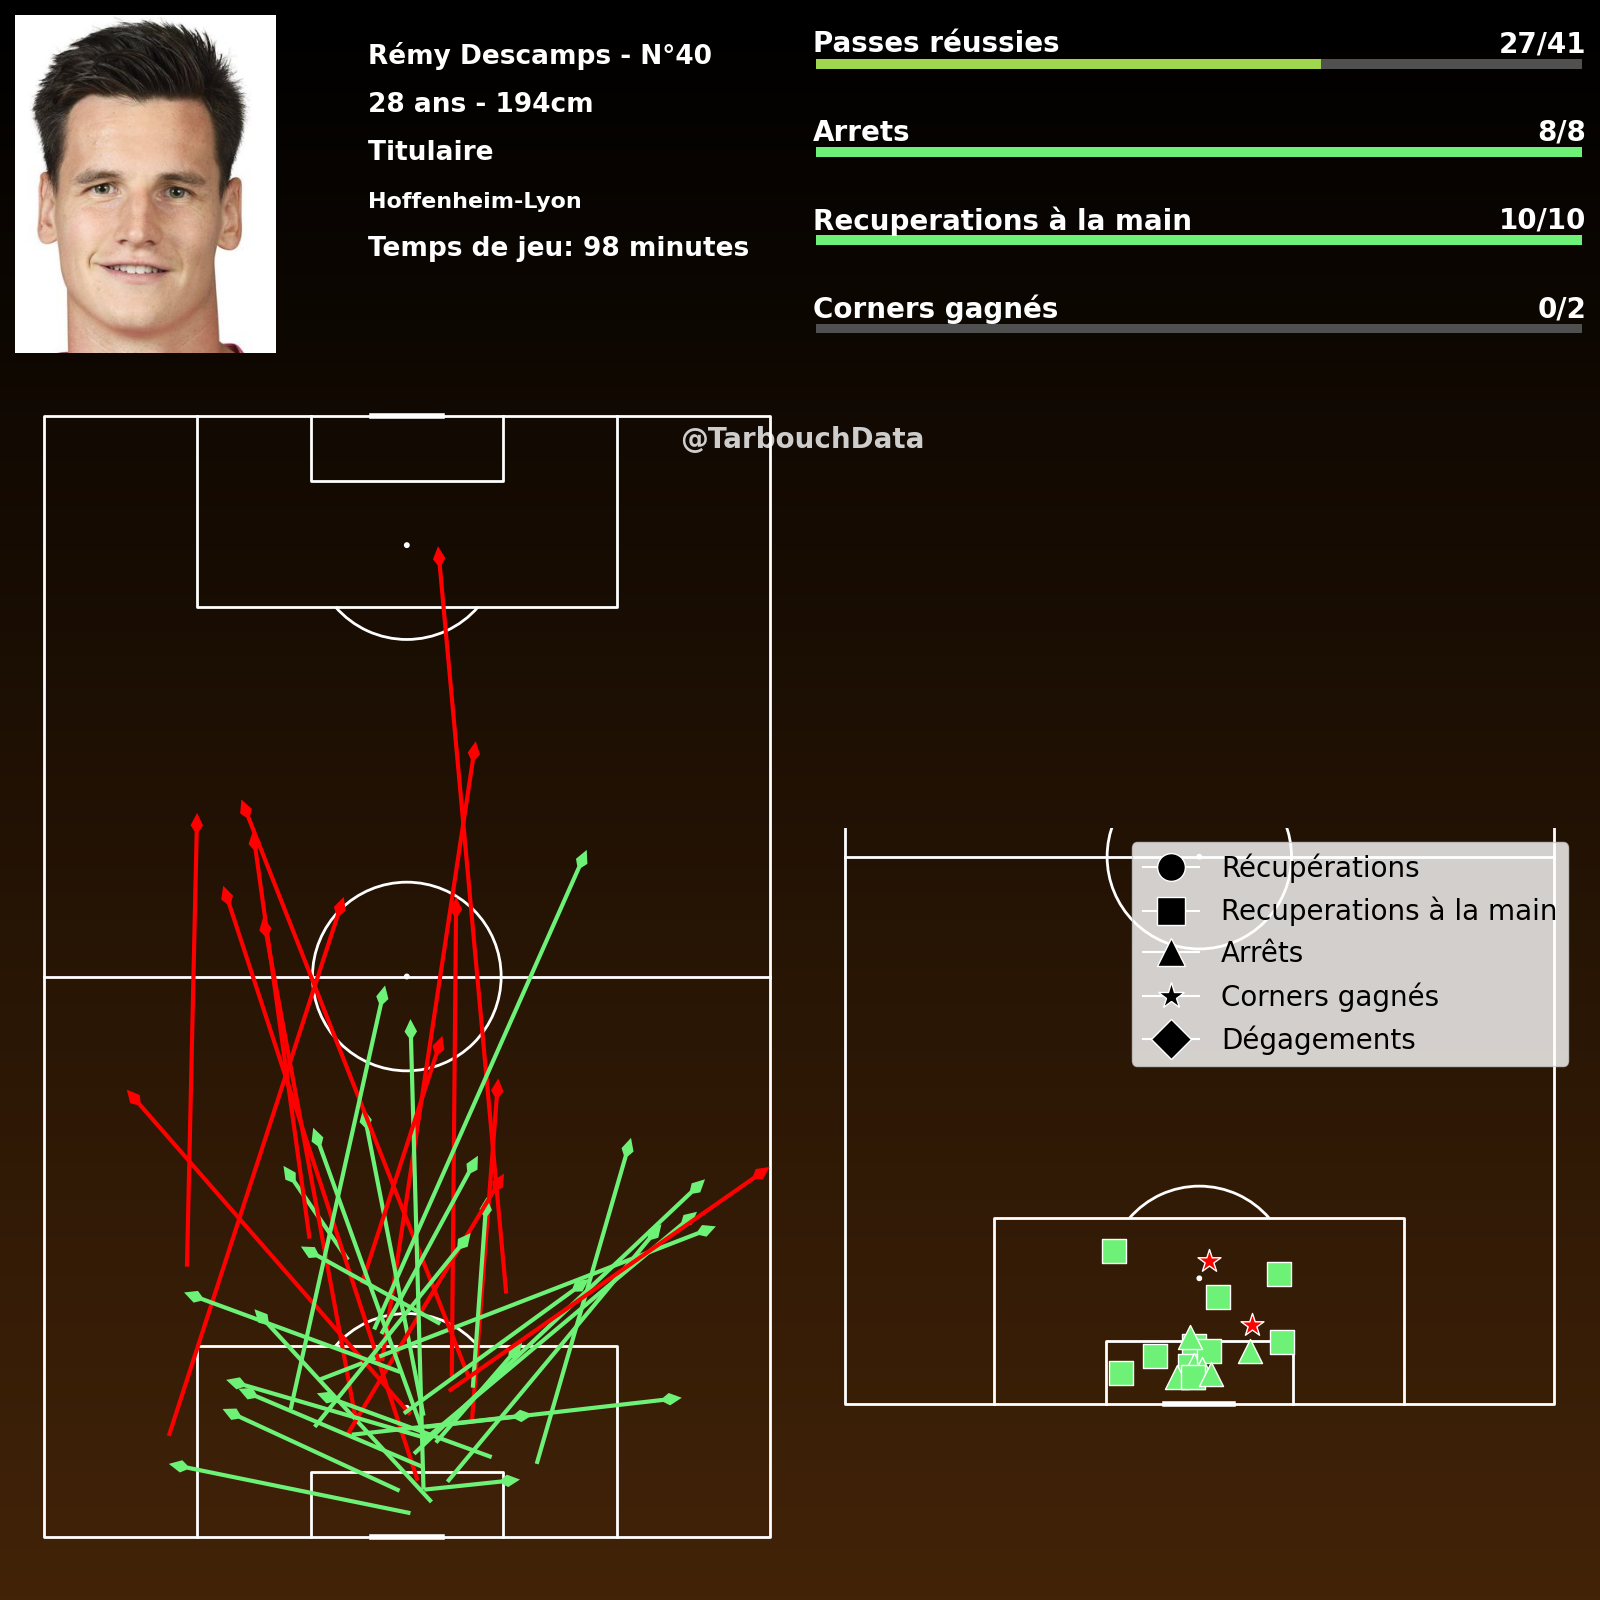 Rémy Descamps - N°40
28 ans - 194cm
Titulaire
Hoffenheim-Lyon
Temps de jeu: 98 minutes
Passes réussies 27/41
Arrets 8/8
Recuperations à la main 10/10
Corners gagnés 0/2
@TarbouchData
Récupérations
Recuperations à la main
Arrêts
Corners gagnés
Dégagements